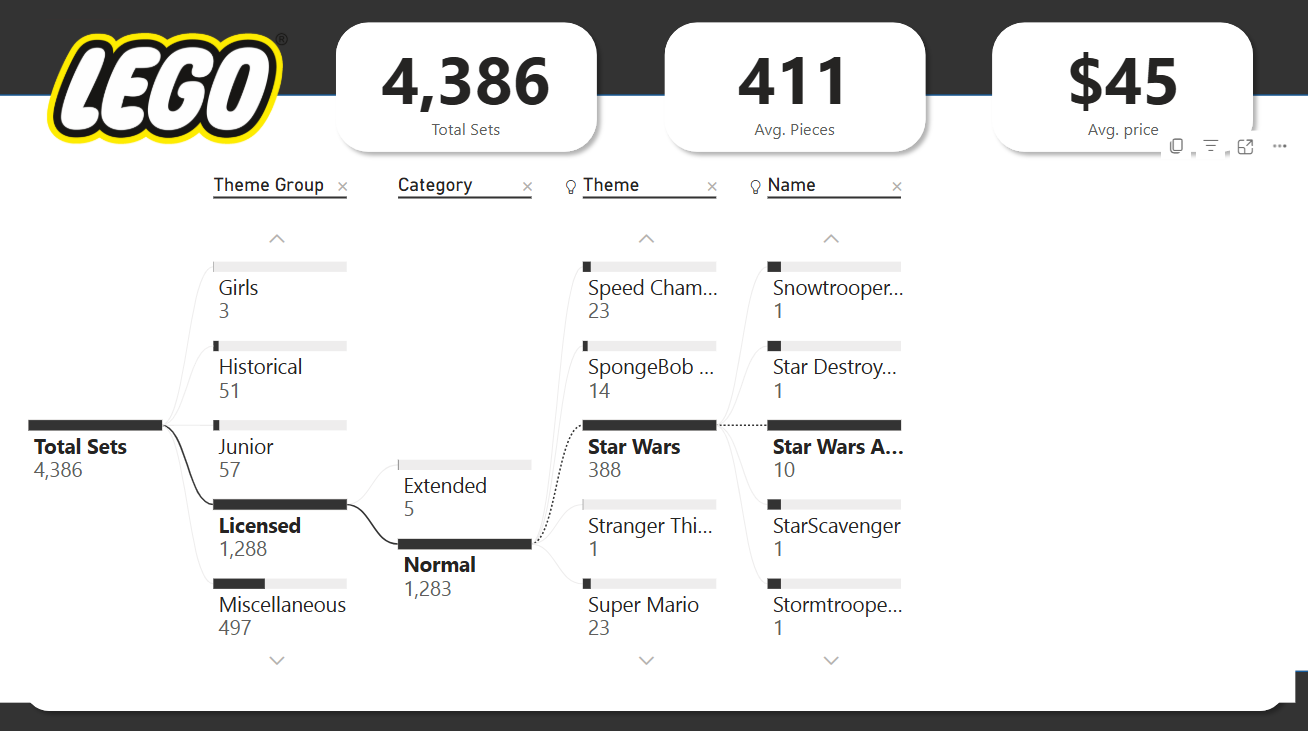 LEGO®
4,386
Total Sets
411
Avg. Pieces
$45
Avg. price
Theme Group
Category
Theme
Name
Girls
3
Historical
51
Junior
57
Licensed
1,288
Miscellaneous
497
Total Sets
4,386
Extended
5
Normal
1,283
Speed Cham...
23
SpongeBob ...
14
Star Wars
388
Stranger Thi...
1
Super Mario
23
Snowtrooper...
1
Star Destroy...
1
Star Wars A...
10
StarScavenger
1
Stormtroope...
1